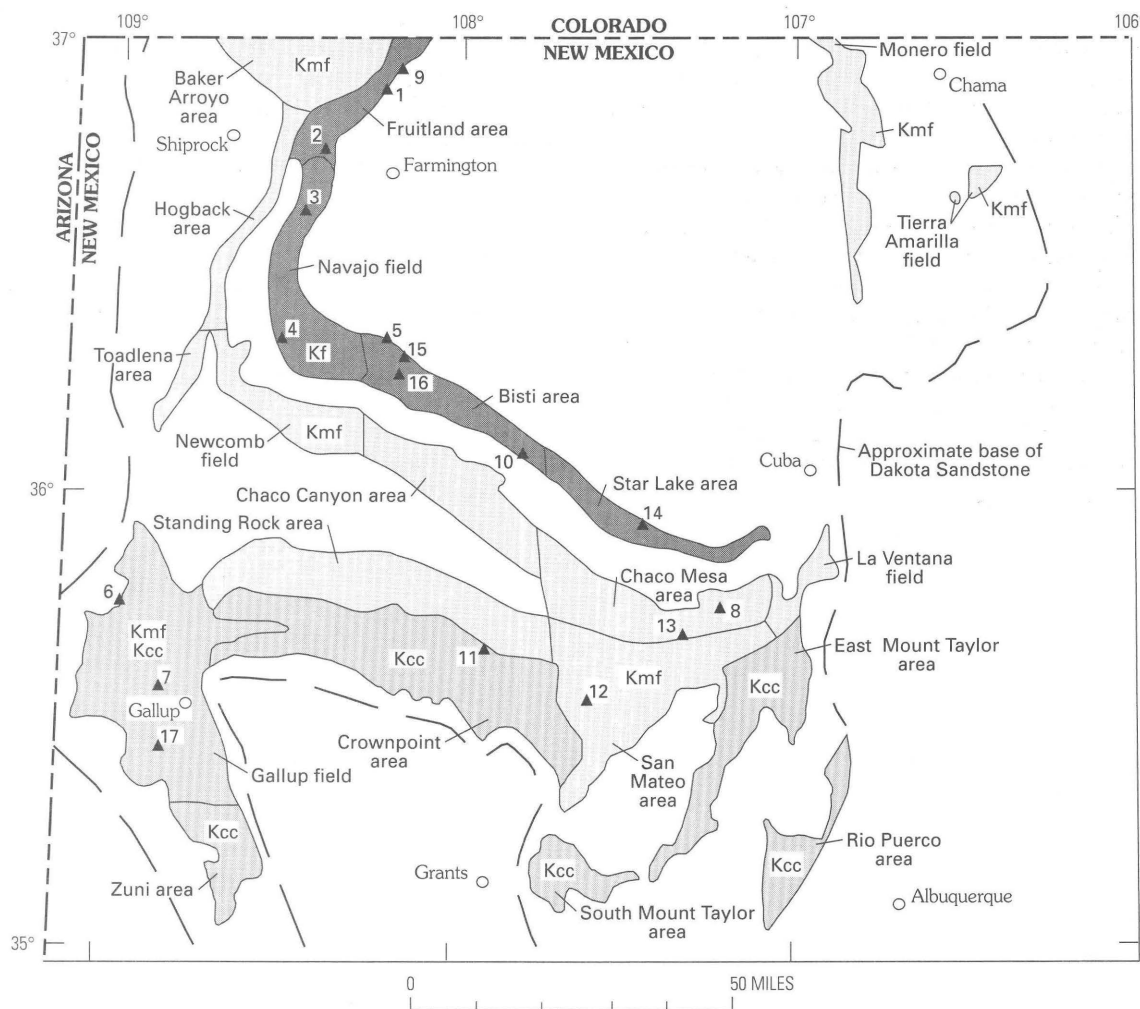 109°
108°
COLORADO
107°
106
37°
NEW MEXICO
Monero field
Kmf
9
Chama
Baker
Arroyo
area
1
Fruitland area
Kmf
Shiprock
2
Farmington
ARIZONA
NEW MEXICO
Hogback
area
3
Kmf
Tierra
Amarilla
field
Navajo field
4
5
15
Kf
16
Toadlena
area
Bisti area
Newcomb
field
Kmf
10
Cuba
Approximate base of
Dakota Sandstone
36°
Chaco Canyon area
Star Lake area
14
Standing Rock area
La Ventana
field
Chaco Mesa
area
6
8
13
Kmf
Kcc
East Mount Taylor
area
Kcc
11
Kmf
Kcc
7
12
Gallup
17
Crownpoint
area
San
Mateo
area
Gallup field
Kcc
Rio Puerco
area
Grants
Kcc
Kcc
Zuni area
Albuquerque
South Mount Taylor
area
35°
0
50 MILES